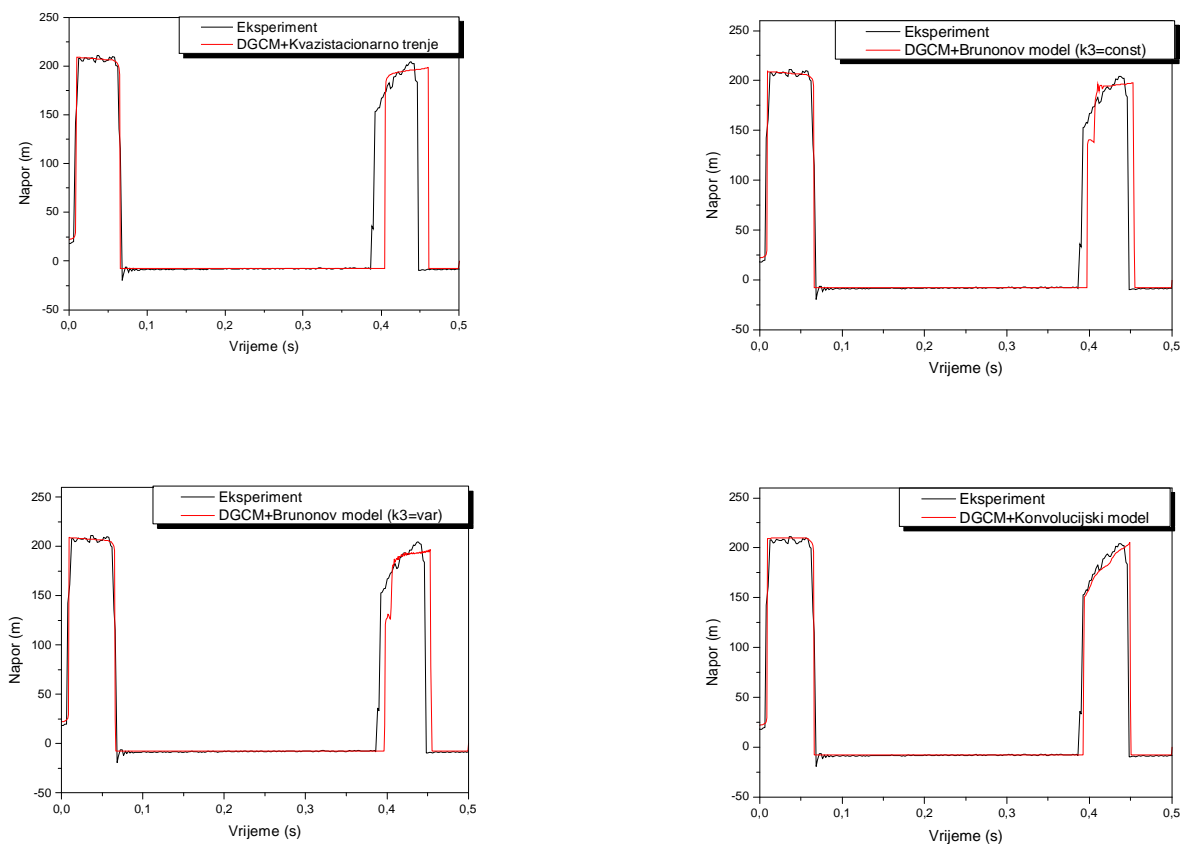 Eksperiment
DGCM+Kvazistacionarno trenje
250
200
150
100
50
0
-50
Napor (m)
0,0 0,1 0,2 0,3 0,4 0,5
Vrijeme (s)
Eksperiment
DGCM+Brunonov model (k3=const)
250
200
150
100
50
0
-50
Napor (m)
0,0 0,1 0,2 0,3 0,4 0,5
Vrijeme (s)
Eksperiment
DGCM+Brunonov model (k3=var)
250
200
150
100
50
0
-50
Napor (m)
0,0 0,1 0,2 0,3 0,4 0,5
Vrijeme (s)
Eksperiment
DGCM+Konvolucijski model
250
200
150
100
50
0
-50
Napor (m)
0,0 0,1 0,2 0,3 0,4 0,5
Vrijeme (s)